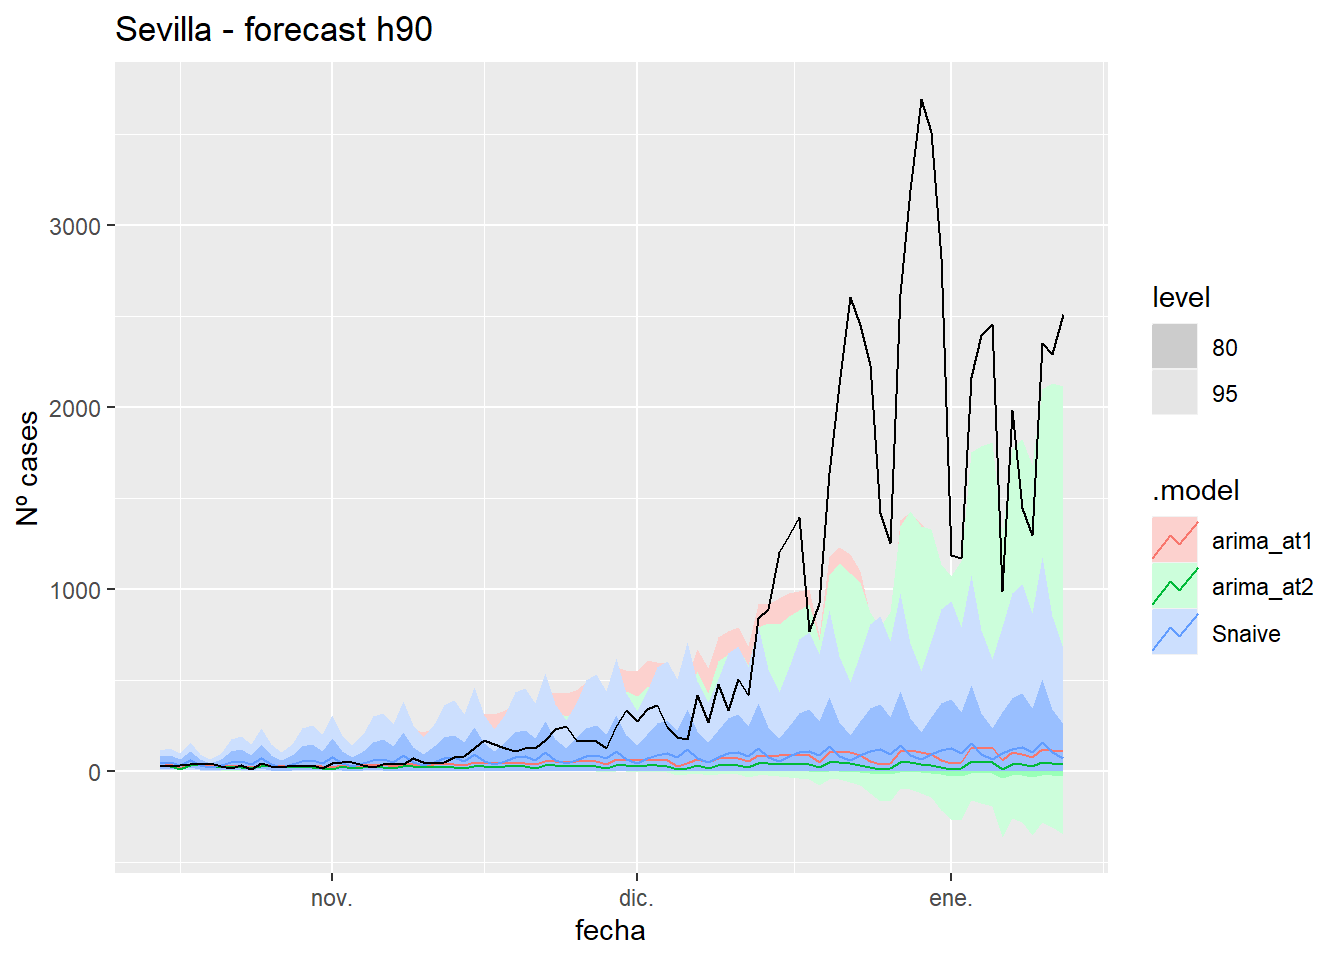 Sevilla - forecast h90
Nº cases
3000
2000
1000
0
nov.
dic.
ene.
fecha
level
80
95
.model
arima_at1
arima_at2
Snaive